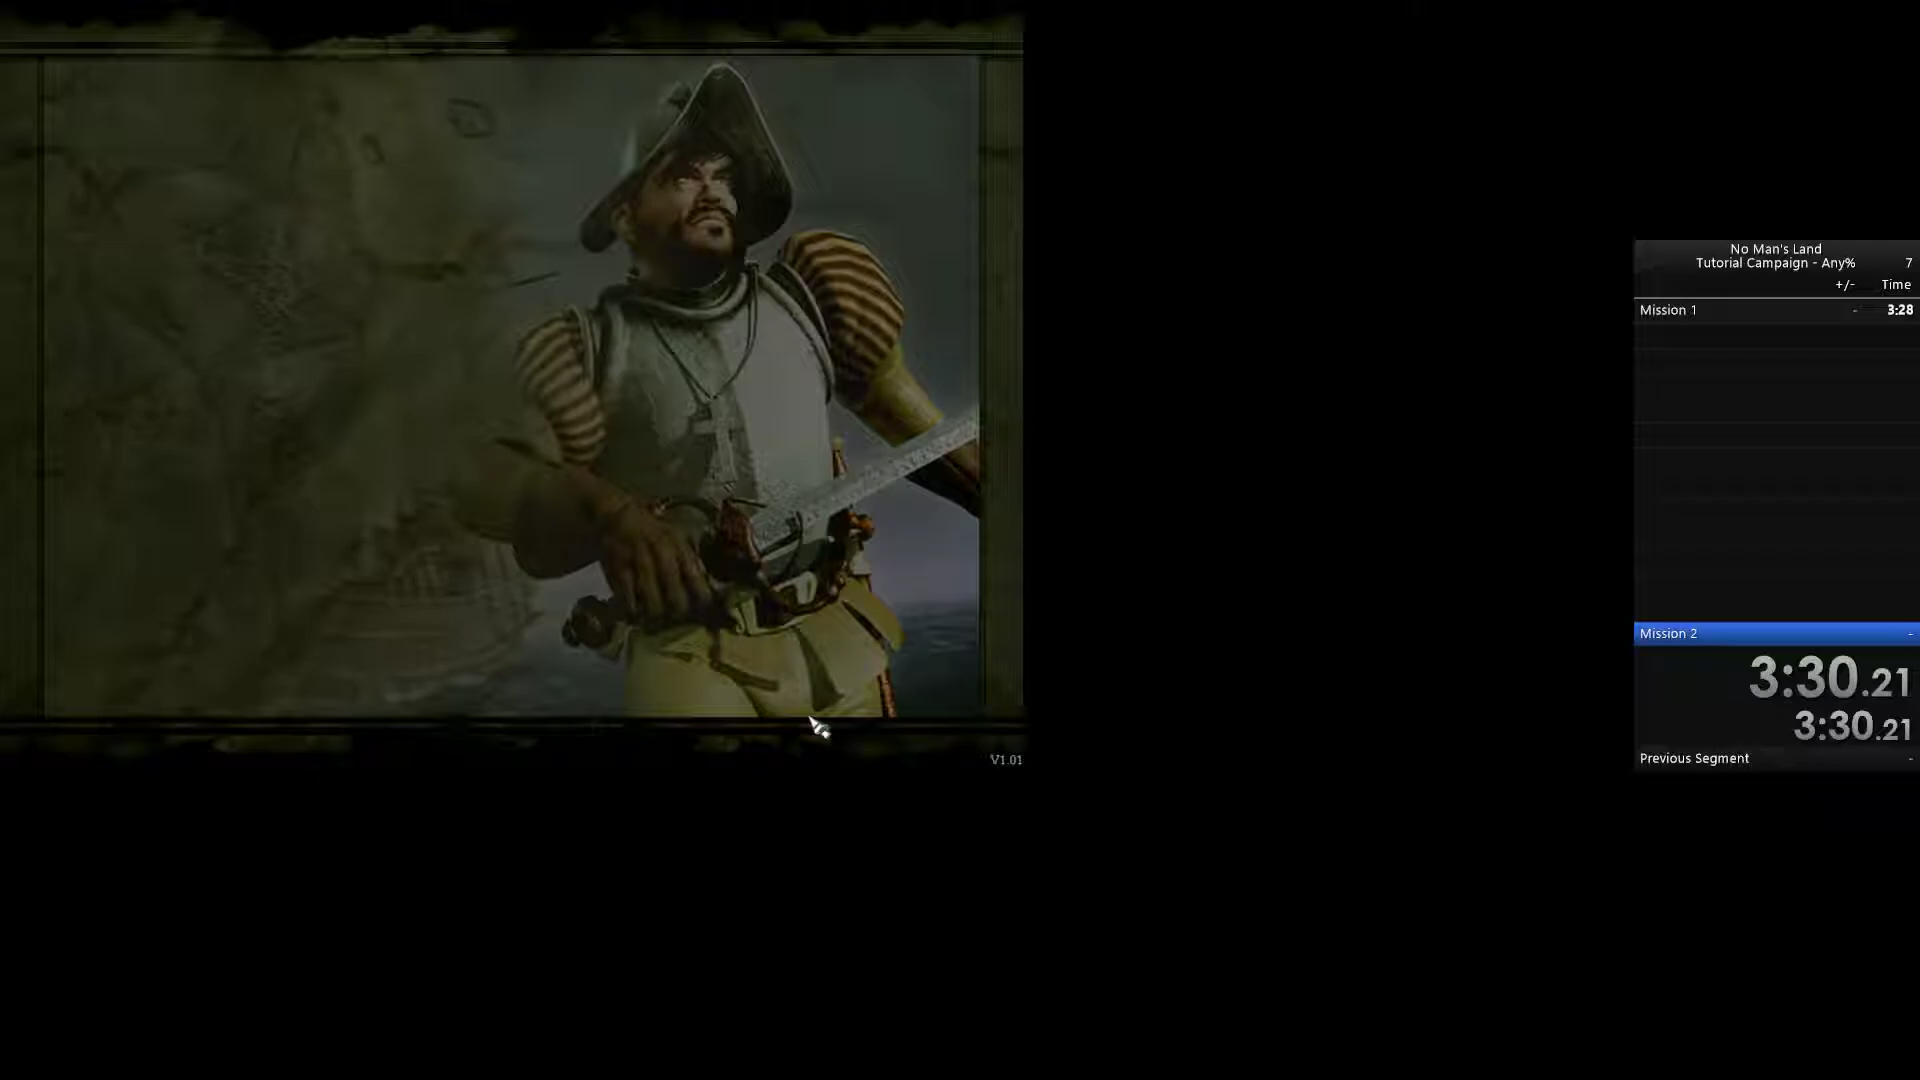 V1.01
No Man's Land
Tutorial Campaign - Any% 7
+/- Time
Mission 1 - 3:28
Mission 2 -
3:30.21
3:30.21
Previous Segment -